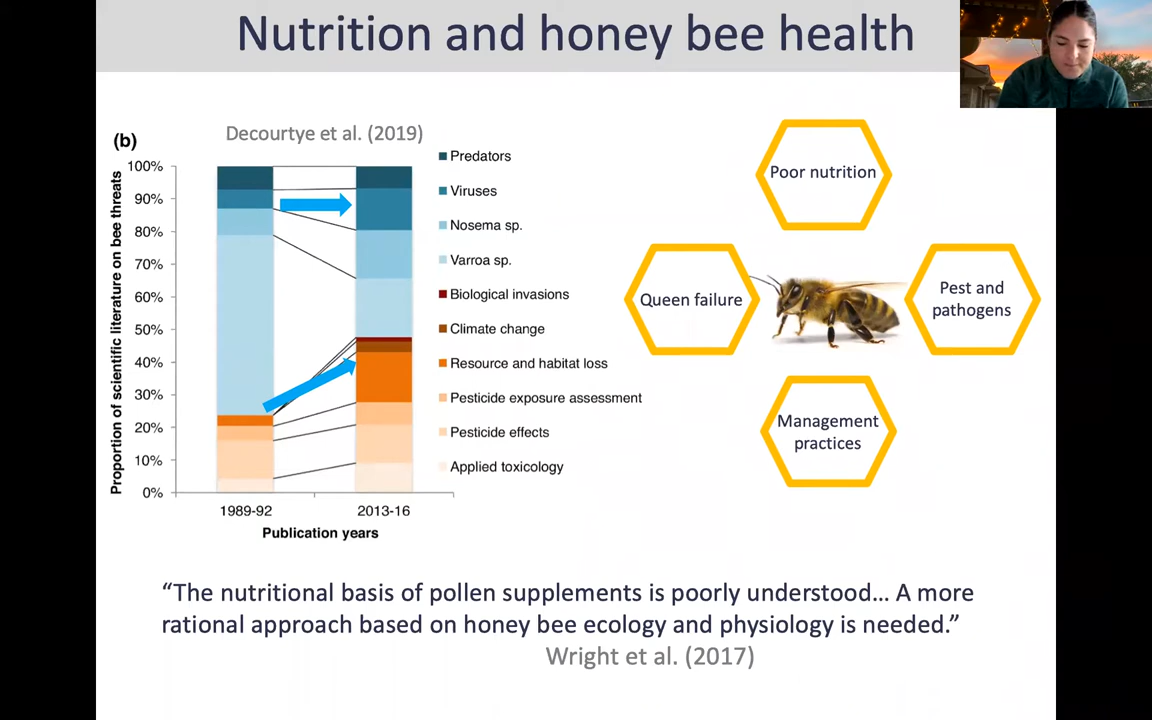 Nutrition and honey bee health
Decourtye et al. (2019)
(b)
Proportion of scientific literature on bee threats
100%
90%
80%
70%
60%
50%
40%
30%
20%
10%
0%
1989-92 2013-16
Publication years
Predators
Viruses
Nosema sp.
Varroa sp.
Biological invasions
Climate change
Resource and habitat loss
Pesticide exposure assessment
Pesticide effects
Applied toxicology
Poor nutrition
Queen failure
Pest and
pathogens
Management
practices
“The nutritional basis of pollen supplements is poorly understood... A more
rational approach based on honey bee ecology and physiology is needed.”
Wright et al. (2017)